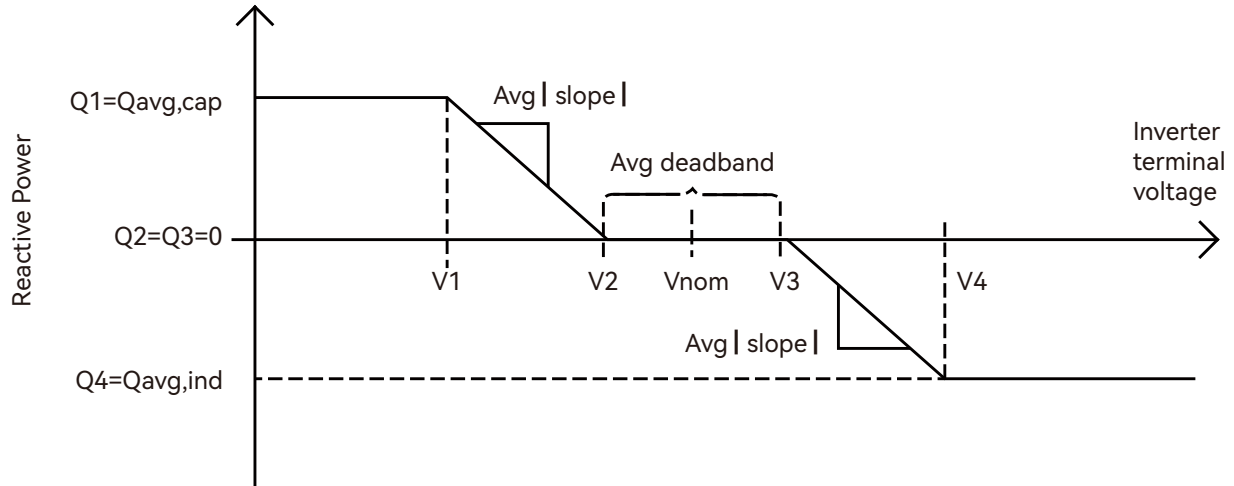 Q1=Qavg,cap
Avg|slope|
Inverter
terminal
voltage
Avg deadband
Reactive Power
Q2=Q3=0
V1
V2
Vnom
V3
V4
Avg|slope|
Q4=Qavg,ind